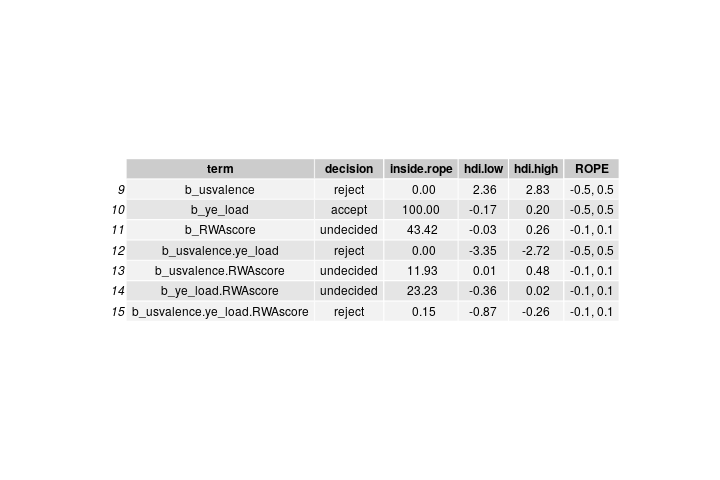 term decision inside.rope hdi.low hdi.high ROPE
9 b_usvalence reject 0.00 2.36 2.83 -0.5, 0.5
10 b_ye_load accept 100.00 -0.17 0.20 -0.5, 0.5
11 b_RWAscore undecided 43.42 -0.03 0.26 -0.1, 0.1
12 b_usvalence.ye_load reject 0.00 -3.35 -2.72 -0.5, 0.5
13 b_usvalence.RWAscore undecided 11.93 0.01 0.48 -0.1, 0.1
14 b_ye_load.RWAscore undecided 23.23 -0.36 0.02 -0.1, 0.1
15 b_usvalence.ye_load.RWAscore reject 0.15 -0.87 -0.26 -0.1, 0.1